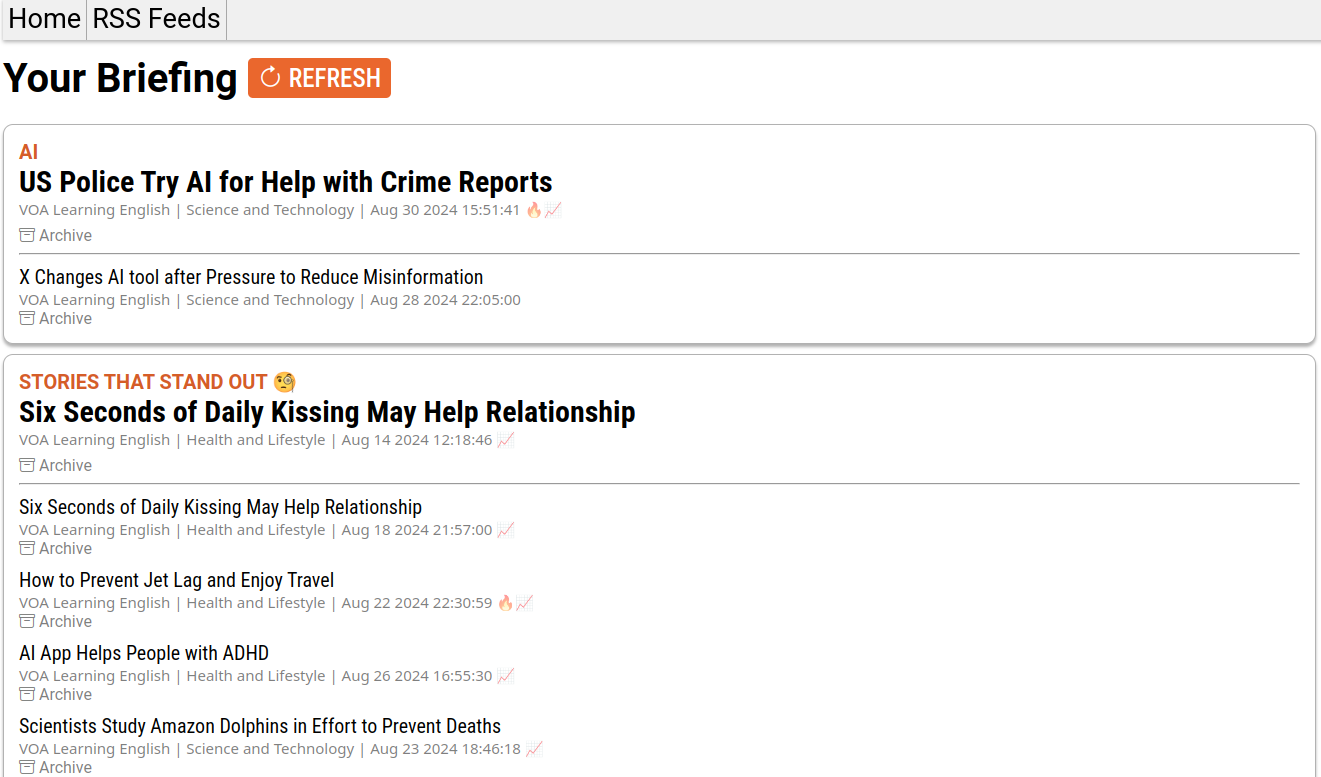 Home RSS Feeds
Your Briefing REFRESH
AI
US Police Try AI for Help with Crime Reports
VOA Learning English | Science and Technology | Aug 30 2024 15:51:41 🔥📈
Archive
X Changes AI tool after Pressure to Reduce Misinformation
VOA Learning English | Science and Technology | Aug 28 2024 22:05:00
Archive
STORIES THAT STAND OUT 🧐
Six Seconds of Daily Kissing May Help Relationship
VOA Learning English | Health and Lifestyle | Aug 14 2024 12:18:46 📈
Archive
Six Seconds of Daily Kissing May Help Relationship
VOA Learning English | Health and Lifestyle | Aug 18 2024 21:57:00 📈
Archive
How to Prevent Jet Lag and Enjoy Travel
VOA Learning English | Health and Lifestyle | Aug 22 2024 22:30:59 🔥📈
Archive
AI App Helps People with ADHD
VOA Learning English | Health and Lifestyle | Aug 26 2024 16:55:30 📈
Archive
Scientists Study Amazon Dolphins in Effort to Prevent Deaths
VOA Learning English | Science and Technology | Aug 23 2024 18:46:18 📈
Archive